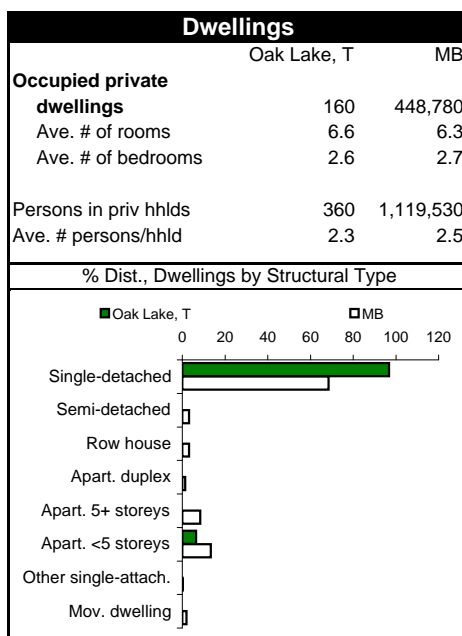 Dwellings
Oak Lake, T MB
Occupied private
dwellings 160 448,780
Ave. # of rooms 6.6 6.3
Ave. # of bedrooms 2.6 2.7
Persons in priv hhlds 360 1,119,530
Ave. # persons/hhld 2.3 2.5
% Dist., Dwellings by Structural Type
Oak Lake, T MB
0 20 40 60 80 100 120
Single-detached
Semi-detached
Row house
Apart. duplex
Apart. 5+ storeys
Apart. <5 storeys
Other single-attach.
Mov. dwelling